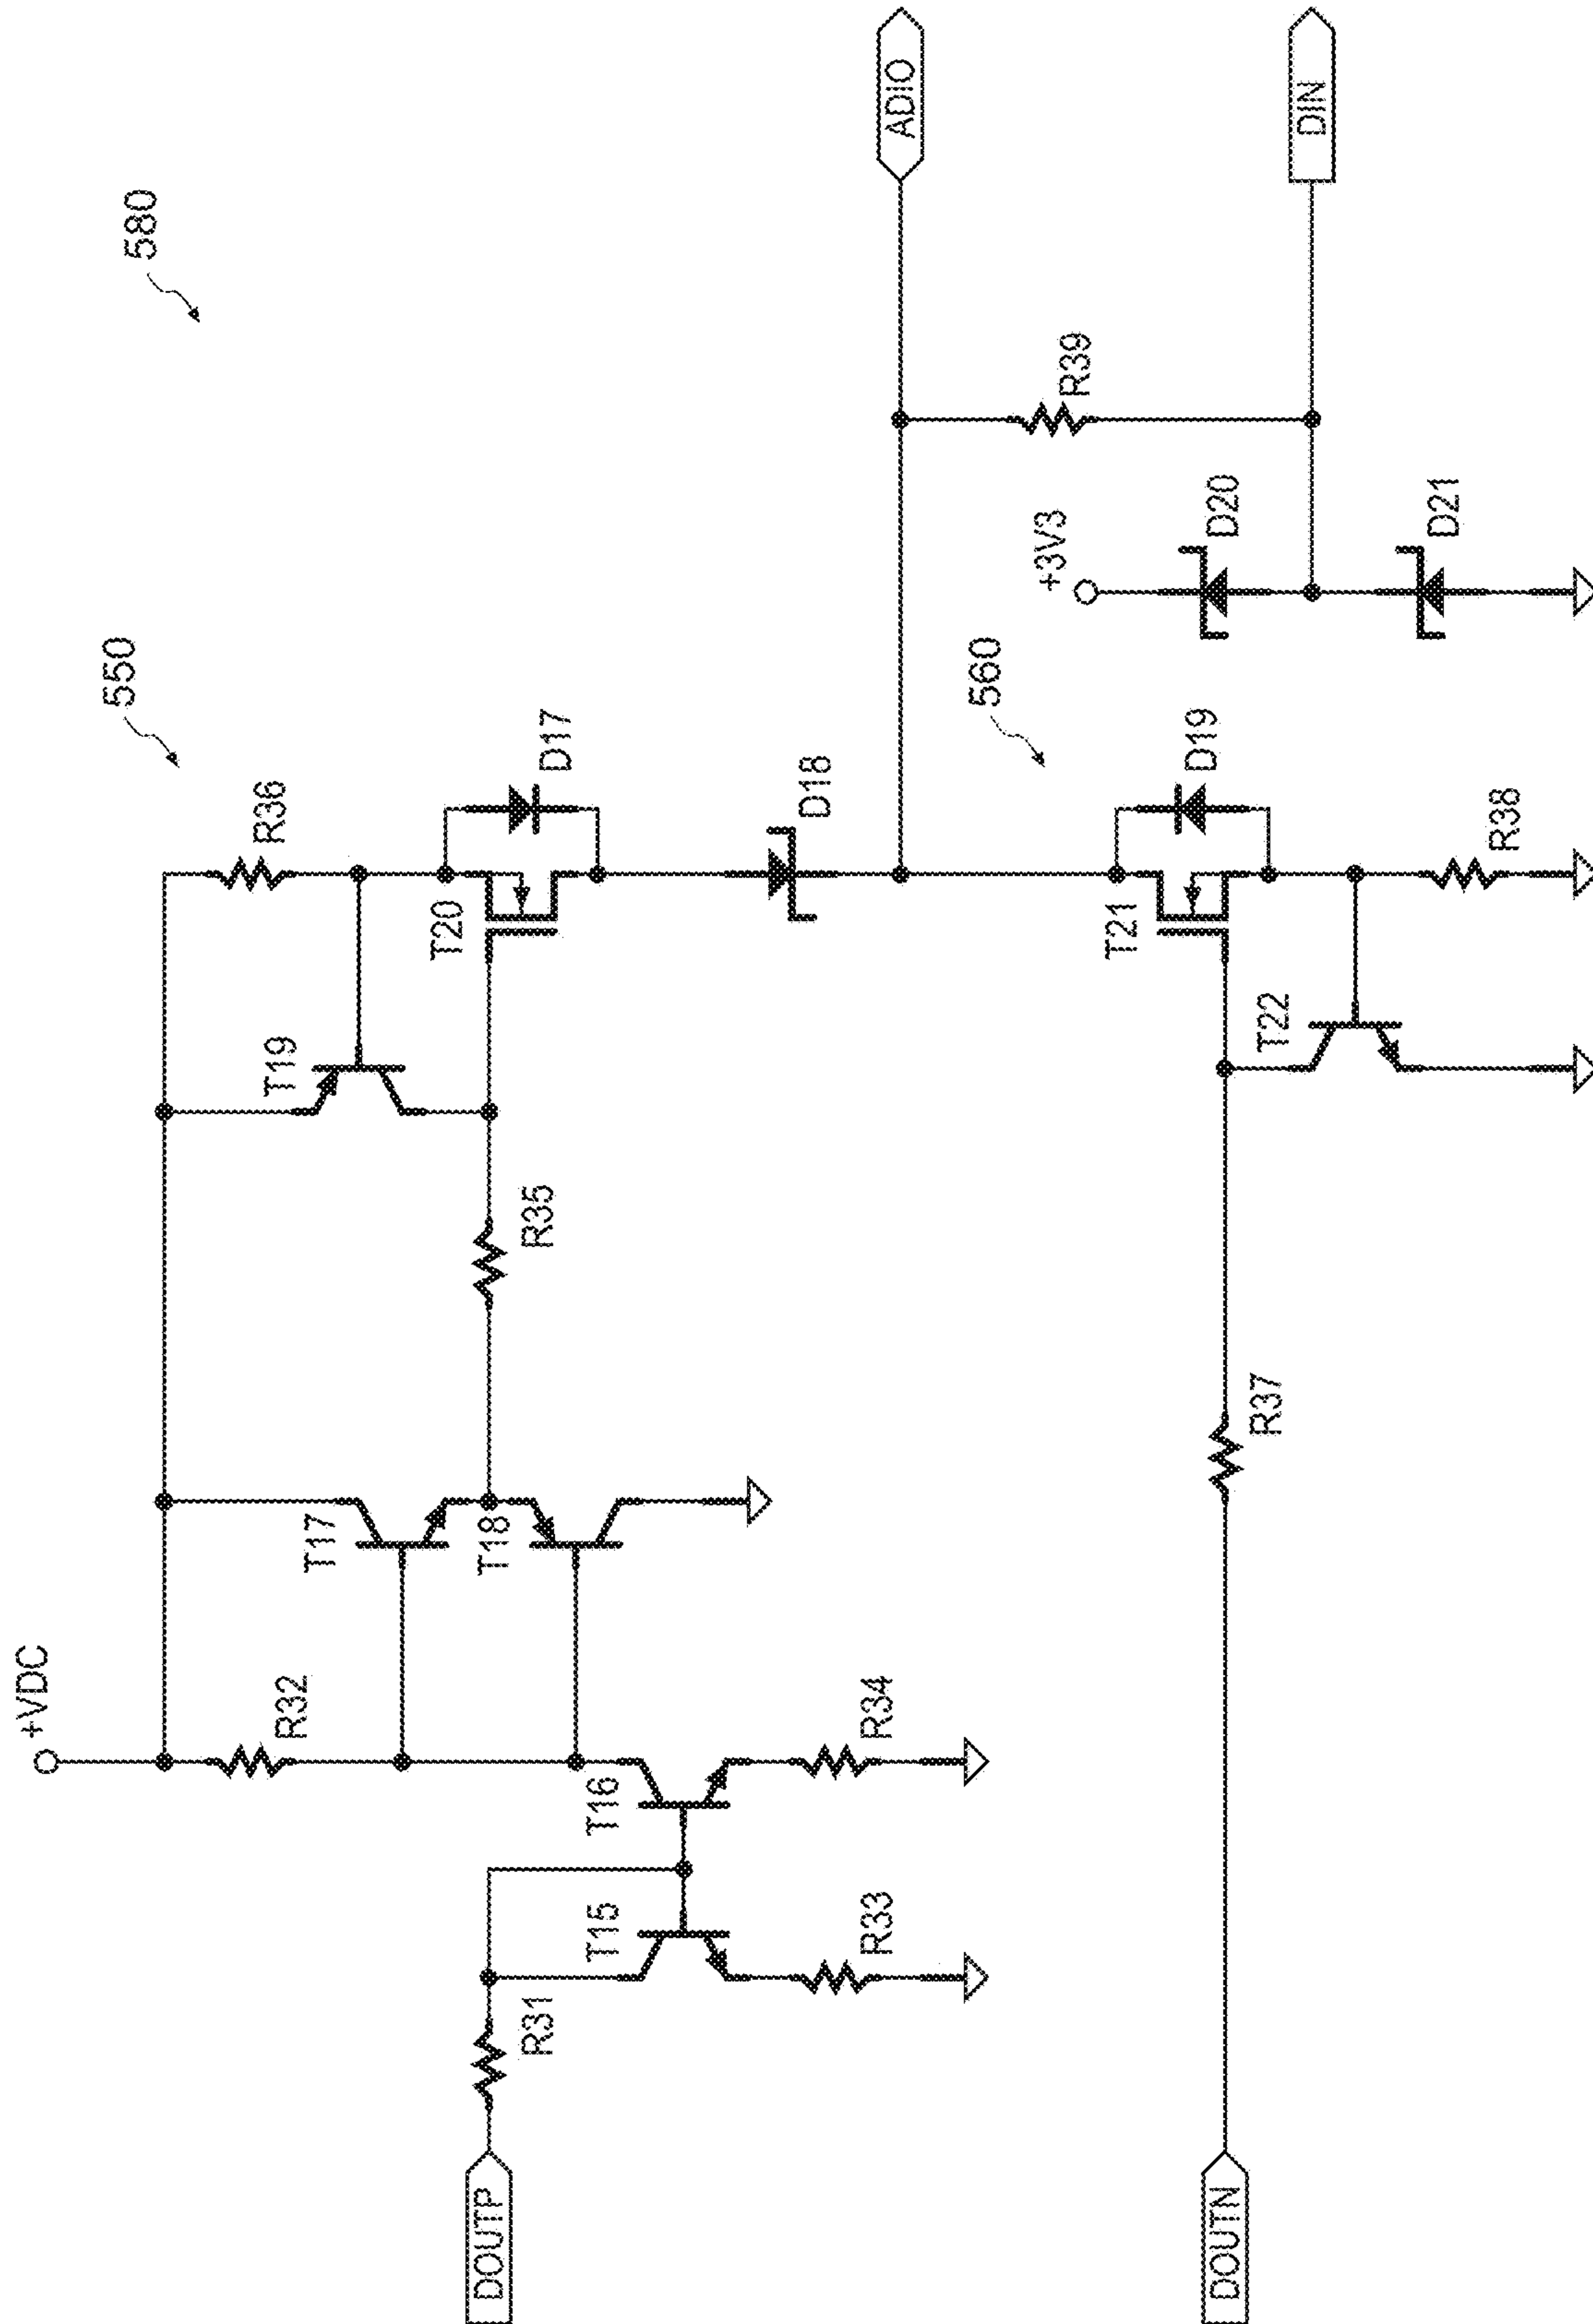 580
550
560
+VDC
R32
T17
T18
R35
T19
R36
T20
D17
D18
DOUTP
R31
T15
T16
R33
R34
ADIO
R39
DIN
+3V3
D20
D21
T21
D19
T22
R38
R37
DOUTN